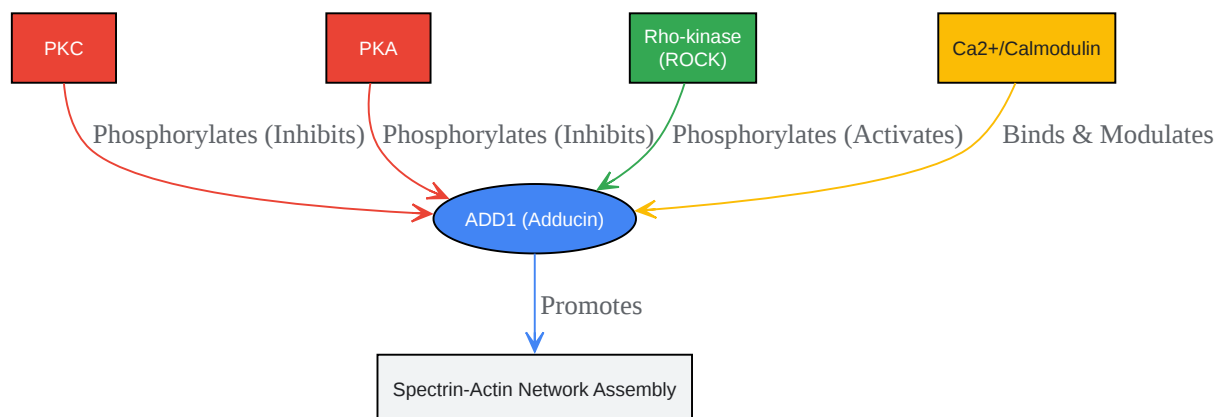 PKC
PKA
Rho-kinase
(ROCK)
Ca2+/Calmodulin
Phosphorylates (Inhibits)
Phosphorylates (Inhibits)
Phosphorylates (Activates)
Binds & Modulates
ADD1 (Adducin)
Promotes
Spectrin-Actin Network Assembly